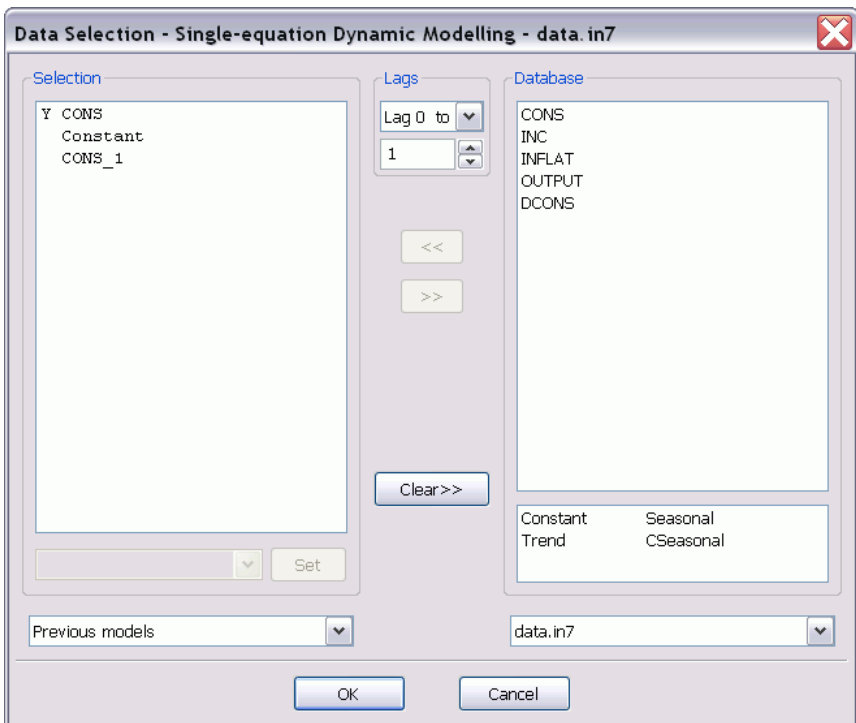 Data Selection - Single-equation Dynamic Modelling - data.in7
Selection
Y CONS
Constant
CONS_1
Set
Previous models
Lags
Lag 0 to
1
<<
>>
Clear>>
Database
CONS
INC
INFLAT
OUTPUT
DCONS
Constant Seasonal
Trend CSeasonal
data.in7
OK Cancel